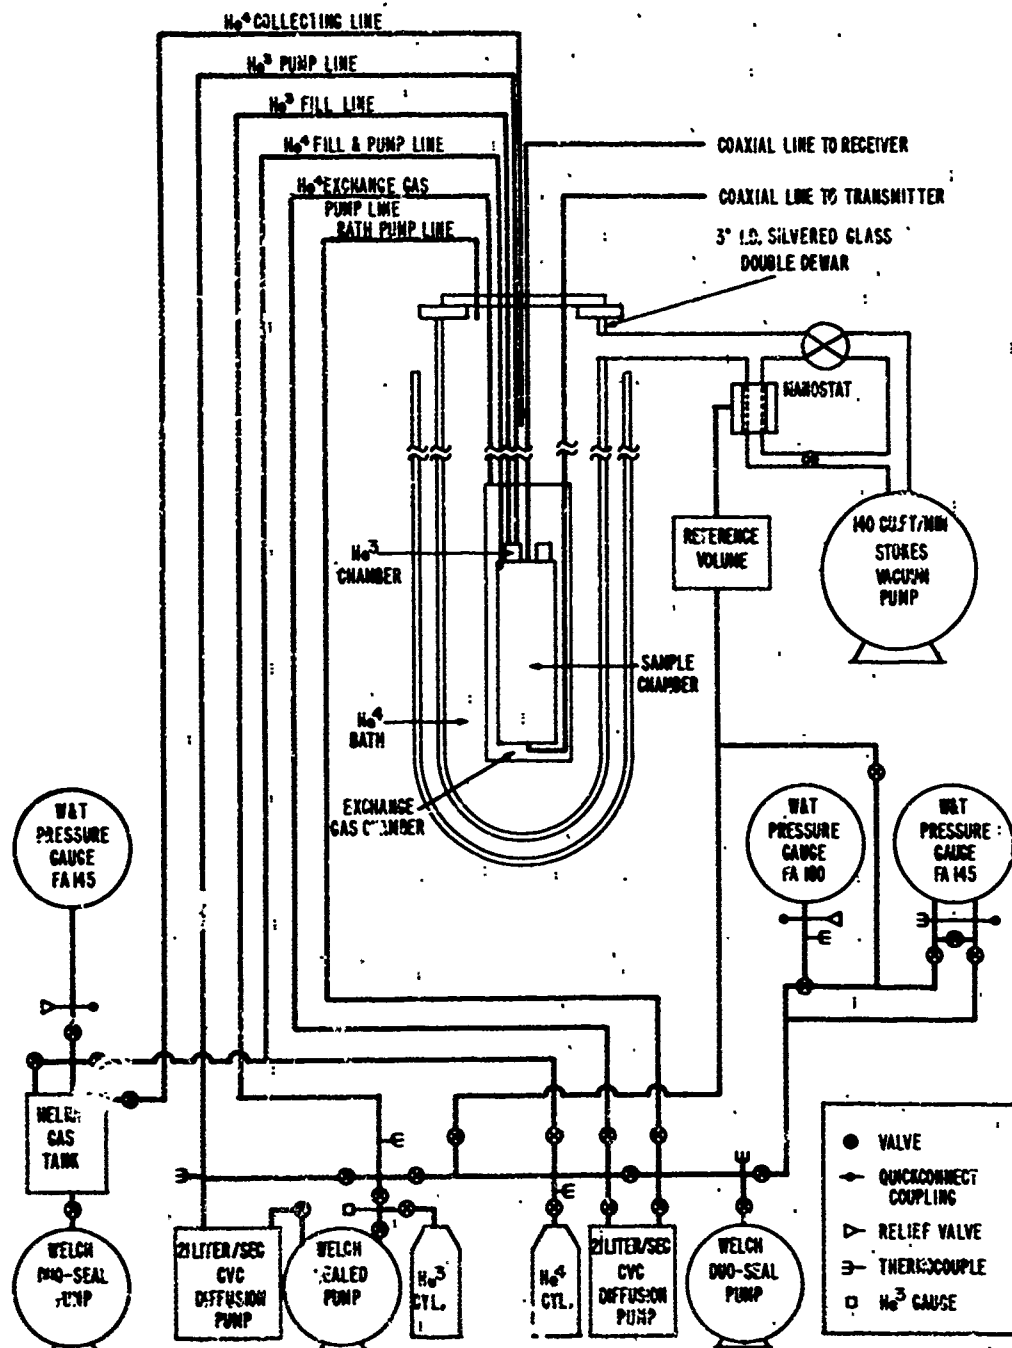 He⁴ COLLECTING LINE
He³ PUMP LINE
He³ FILL LINE
He⁴ FILL & PUMP LINE
He⁴ EXCHANGE GAS
PUMP LINE
BATH PUMP LINE
COAXIAL LINE TO RECEIVER
COAXIAL LINE TO TRANSMITTER
3" I.D. SILVERED GLASS
DOUBLE DEWAR
MANOSTAT
140 CU.FT/MIN
STOKES
VACUUM
PUMP
REFERENCE
VOLUME
He³
CHAMBER
SAMPLE
CHAMBER
He⁴
BATH
EXCHANGE
GAS CHAMBER
W&T
PRESSURE
GAUGE
FA 145
W&T
PRESSURE
GAUGE
FA 180
W&T
PRESSURE
GAUGE
FA 145
GAS
TANK
WELCH
DUO-SEAL
PUMP
21 LITER/SEC
CVC
DIFFUSION
PUMP
WELCH
SEALED
PUMP
He³
CYL.
He⁴
CYL.
21 LITER/SEC
CVC
DIFFUSION
PUMP
WELCH
DUO-SEAL
PUMP
VALVE
QUICKCONNECT
COUPLING
RELIEF VALVE
THERMOCOUPLE
He³ GAUGE